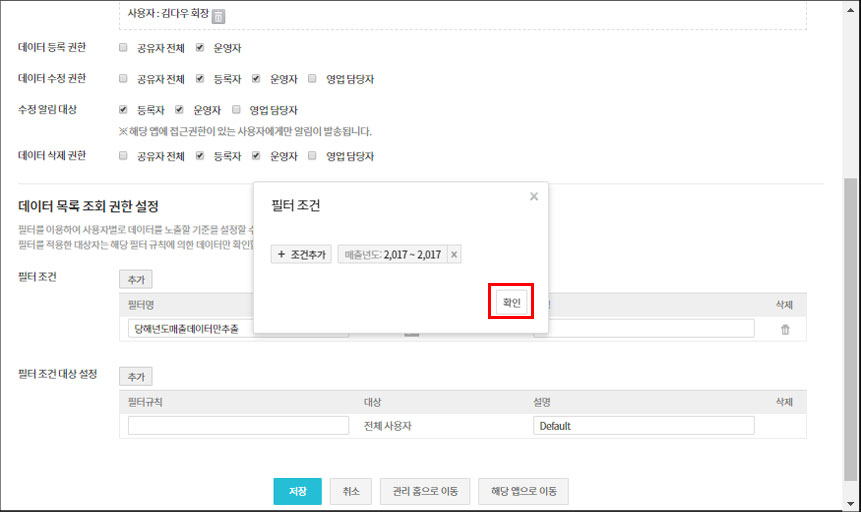 사용자 : 김다우 회장
데이터 등록 권한 공유자 전체 운영자
데이터 수정 권한 공유자 전체 등록자 운영자 영업 담당자
수정 알림 대상 등록자 운영자 영업 담당자
※ 해당 앱에 접근권한이 있는 사용자에게만 알림이 발송됩니다.
데이터 삭제 권한 공유자 전체 등록자 운영자 영업 담당자
데이터 목록 조회 권한 설정
필터를 이용하여 사용자별로 데이터를 노출할 기준을 설정할
필터를 적용한 대상자는 해당 필터 규칙에 의한 데이터만
필터 조건 ×
+ 조건추가 매출년도: 2,017 ~ 2,017 x
확인
필터 조건 추가
필터명 삭제
당해년도매출데이터만추출
필터 조건 대상 설정 추가
필터규칙 대상 설명 삭제
전체 사용자 Default
저장 취소 관리 홈으로 이동 해당 앱으로 이동